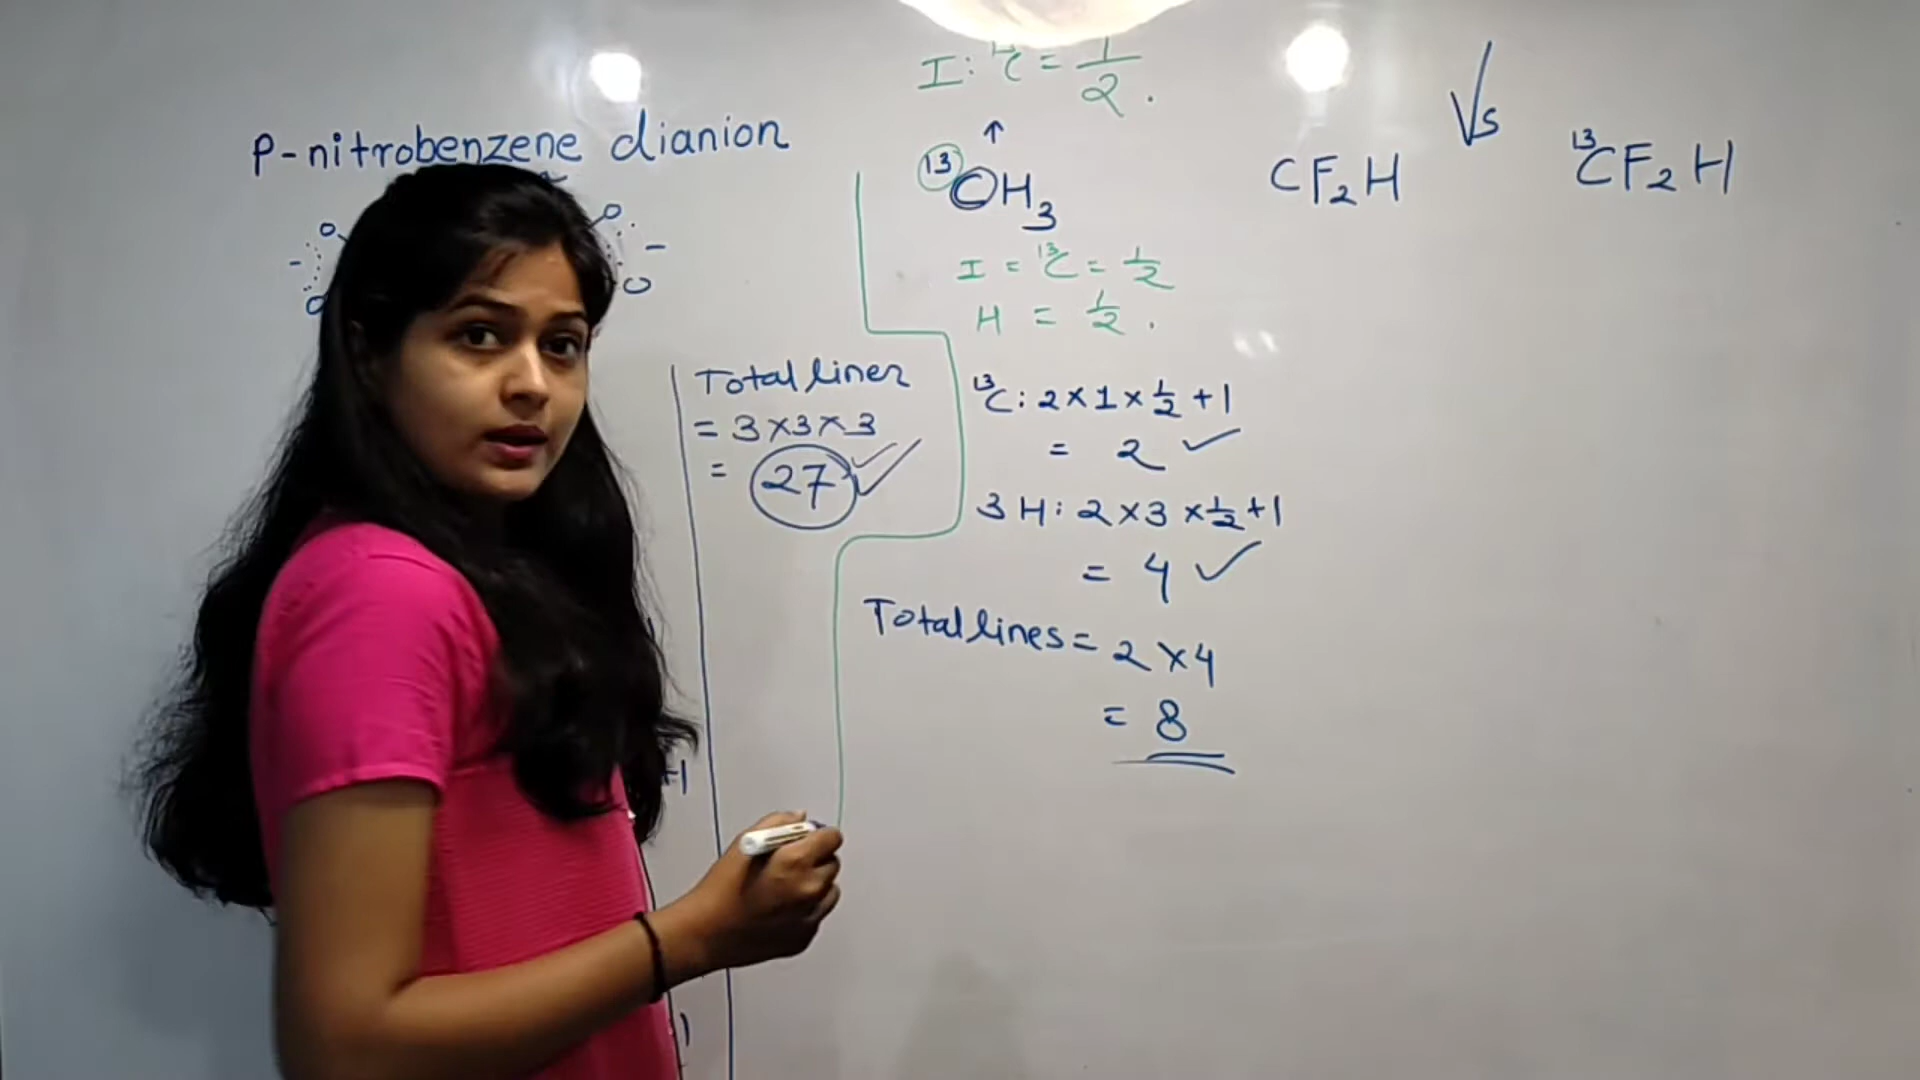 P-nitrobenzene dianion
O
O
-
-
O
O
Total lines
= 3×3×3
= 27
+1
I: ¹³C = 1/2.
↑
¹³CH₃
I = ¹³C = 1/2
H = 1/2.
¹³C: 2×1×1/2+1
= 2 ✓
3H: 2×3×1/2+1
= 4 ✓
Total lines = 2×4
= 8
CF₂H
Vs
¹³CF₂H